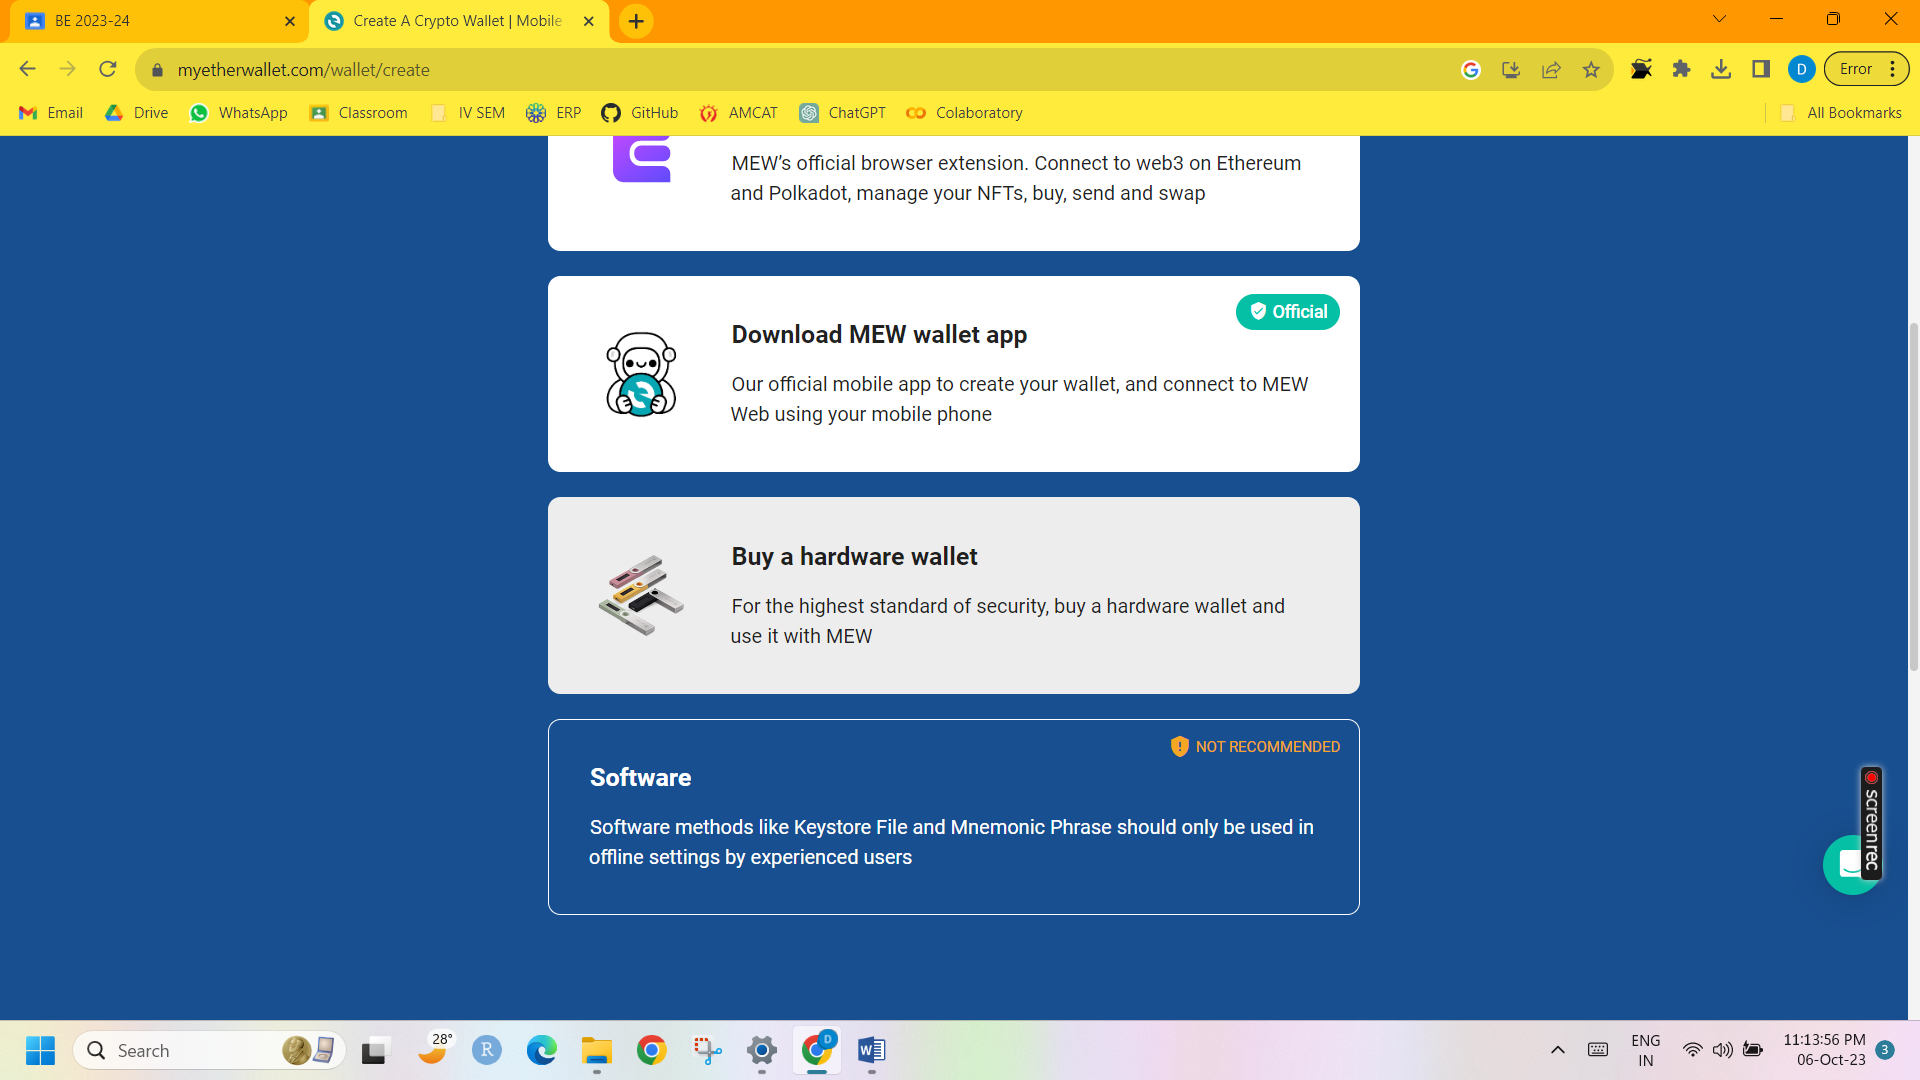 BE 2023-24
Create A Crypto Wallet | Mobile
myetherwallet.com/wallet/create
D
Error
Email
Drive
WhatsApp
Classroom
IV SEM
ERP
GitHub
AMCAT
ChatGPT
Colaboratory
All Bookmarks
MEW’s official browser extension. Connect to web3 on Ethereum
and Polkadot, manage your NFTs, buy, send and swap
Official
Download MEW wallet app
Our official mobile app to create your wallet, and connect to MEW
Web using your mobile phone
Buy a hardware wallet
For the highest standard of security, buy a hardware wallet and
use it with MEW
NOT RECOMMENDED
Software
Software methods like Keystore File and Mnemonic Phrase should only be used in
offline settings by experienced users
screenrec
Search
28°
R
D
W
ENG
IN
11:13:56 PM
06-Oct-23
3